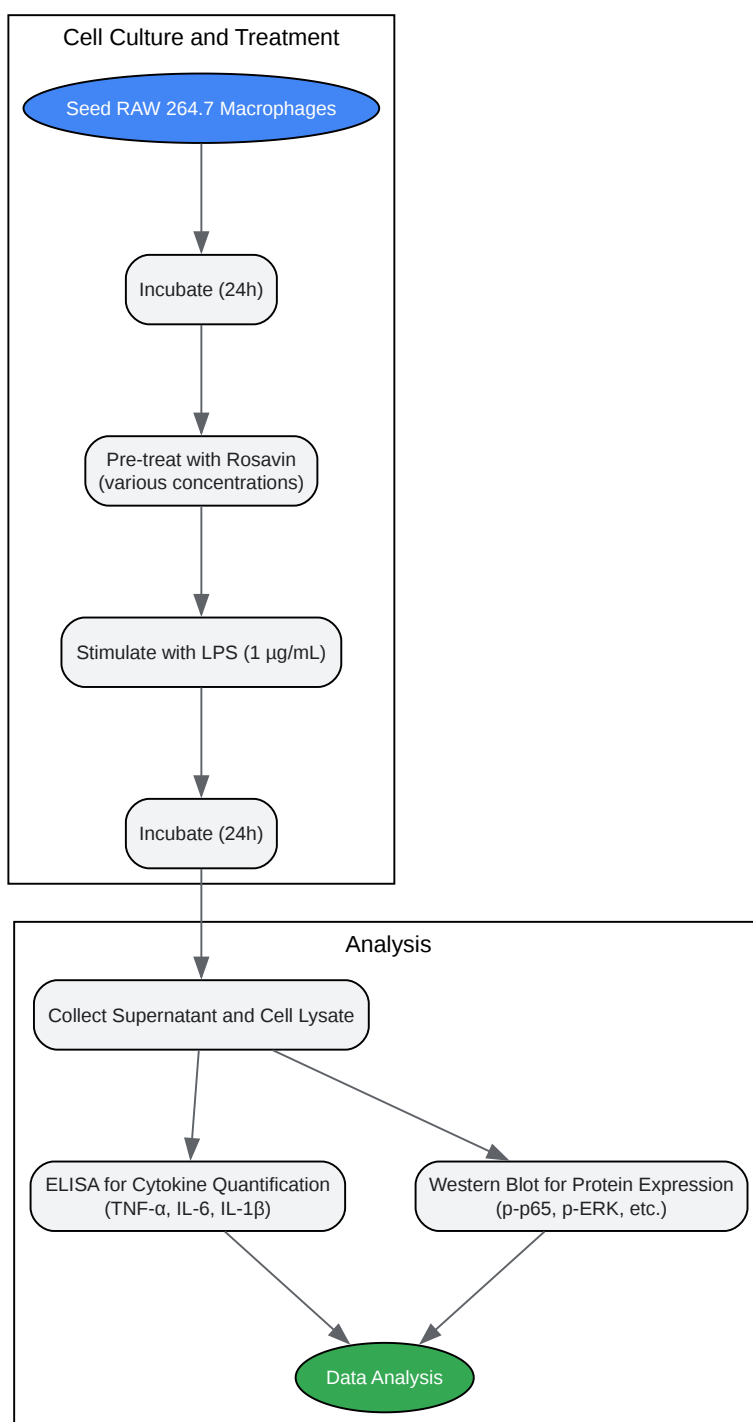 Cell Culture and Treatment
Seed RAW 264.7 Macrophages
Incubate (24h)
Pre-treat with Rosavin
(various concentrations)
Stimulate with LPS (1 µg/mL)
Incubate (24h)
Analysis
Collect Supernatant and Cell Lysate
ELISA for Cytokine Quantification
(TNF-α, IL-6, IL-1β)
Western Blot for Protein Expression
(p-p65, p-ERK, etc.)
Data Analysis